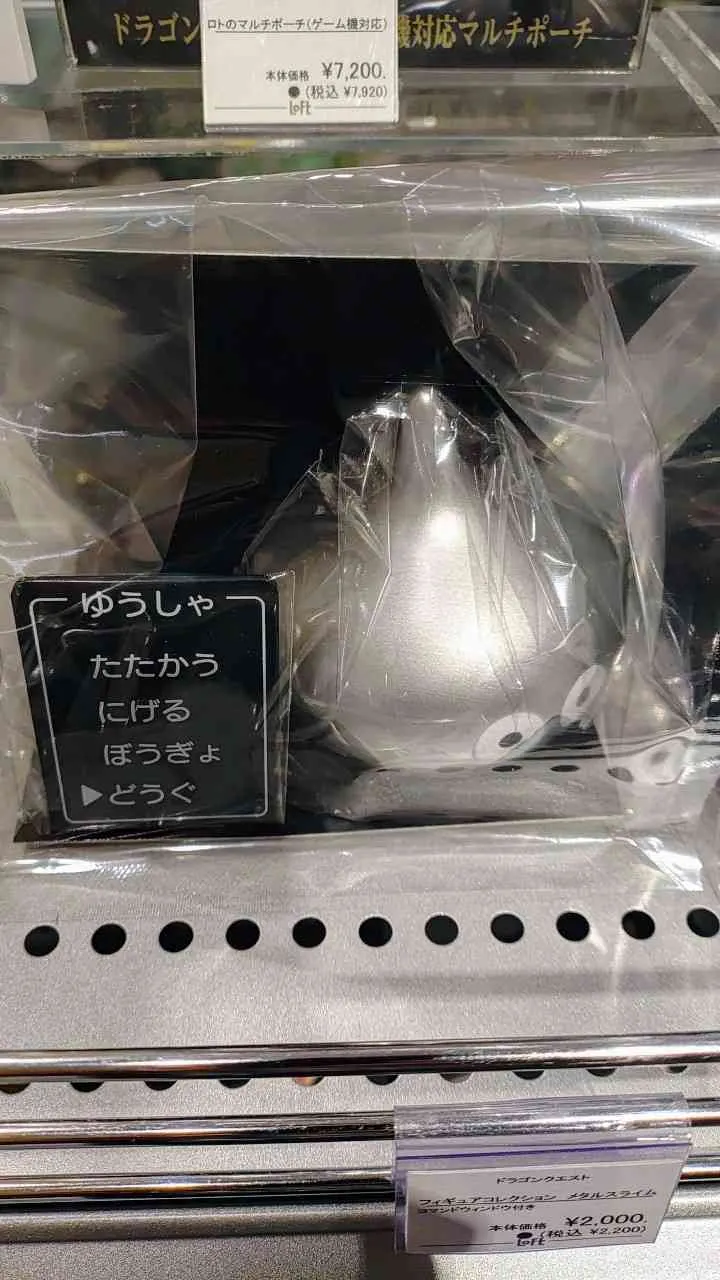 ドラゴン
機対応マルチポーチ
ロトのマルチポーチ(ゲーム機対応)
本体価格 ¥7,200.
(税込 ¥7,920)
LoFt
ゆうしゃ
たたかう
にげる
ぼうぎょ
▶どうぐ
ドラゴンクエスト
フィギュアコレクション メタルスライム
コマンドウィンドウ付き
本体価格 ¥2,000.
(税込 ¥2,200)
LoFt